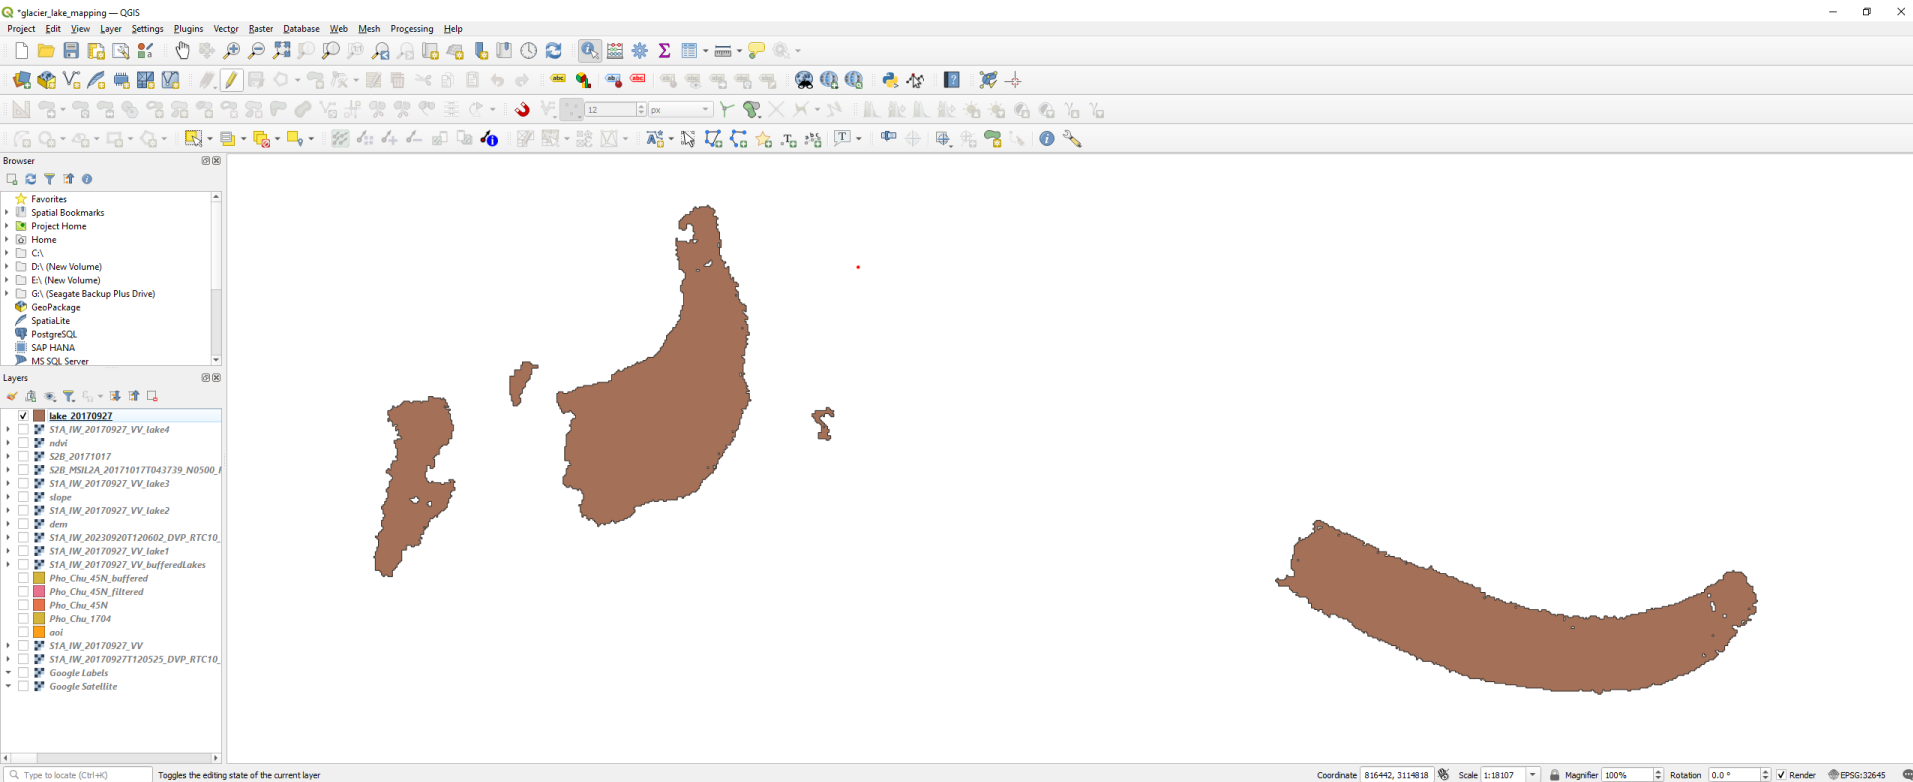 *glacier_lake_mapping — QGIS
Project Edit View Layer Settings Plugins Vector Raster Database Web Mesh Processing Help
12 px
Browser
Favorites
Spatial Bookmarks
Project Home
Home
C:\
D:\ (New Volume)
E:\ (New Volume)
G:\ (Seagate Backup Plus Drive)
GeoPackage
SpatiaLite
PostgreSQL
SAP HANA
MS SQL Server
Layers
lake_20170927
S1A_IW_20170927_VV_lake4
ndvi
S2B_20171017
S2B_MSIL2A_20171017T043739_N0500_
S1A_IW_20170927_VV_lake3
slope
S1A_IW_20170927_VV_lake2
dem
S1A_IW_20230920T120602_DVP_RTC10_
S1A_IW_20170927_VV_lake1
S1A_IW_20170927_VV_bufferedLakes
Pho_Chu_45N_buffered
Pho_Chu_45N_filtered
Pho_Chu_45N
Pho_Chu_1704
aoi
S1A_IW_20170927_VV
S1A_IW_20170927T120525_DVP_RTC10_
Google Labels
Google Satellite
Type to locate (Ctrl+K) Toggles the editing state of the current layer Coordinate 816442, 3114818 Scale 1:18107 Magnifier 100% Rotation 0.0 ° Render EPSG:32645